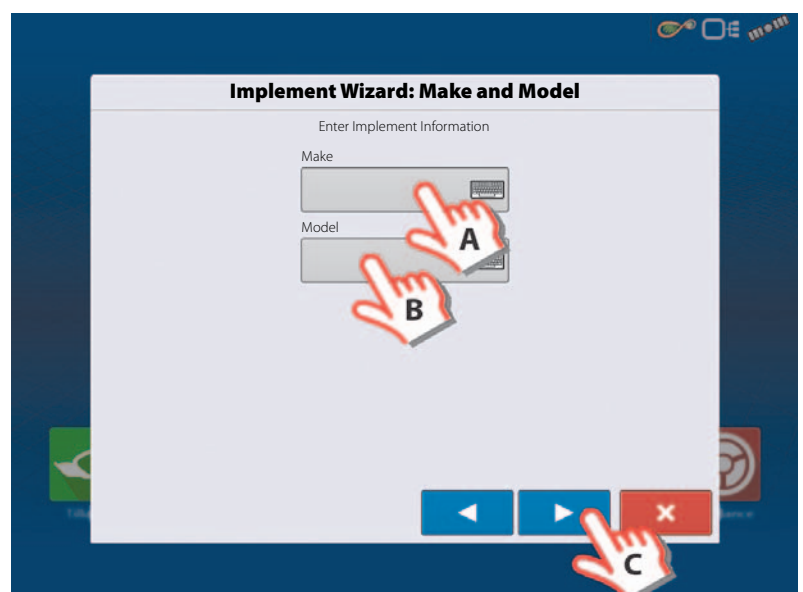 Implement Wizard: Make and Model
Enter Implement Information
Make
A
Model
B
C